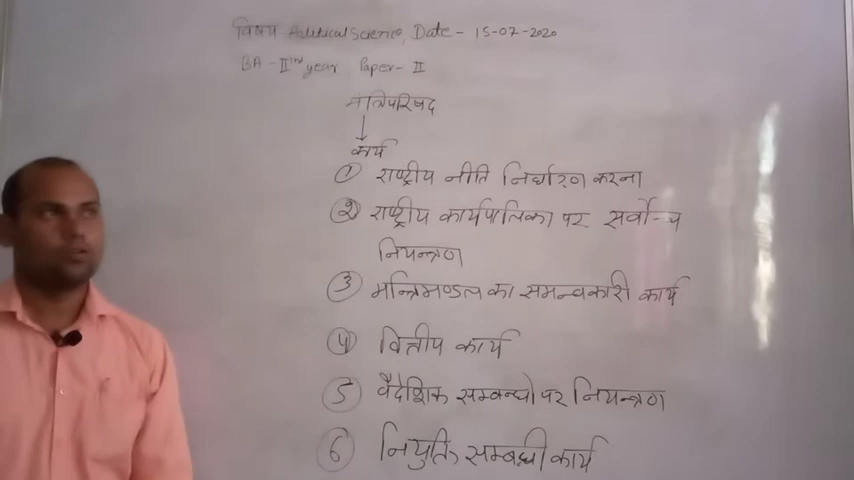 विषय Political Science, Date - 15-07-2020
BA - IInd year Paper - II
मंत्रिपरिषद
↓
कार्य
① राष्ट्रीय नीति निर्धारण करना
② राष्ट्रीय कार्यपालिका पर सर्वोच्च
नियन्त्रण
③ मन्त्रिमण्डल का समन्वकारी कार्य
④ वित्तीय कार्य
⑤ वैदेशिक सम्बन्धो पर नियन्त्रण
⑥ नियुक्ति सम्बन्धी कार्य